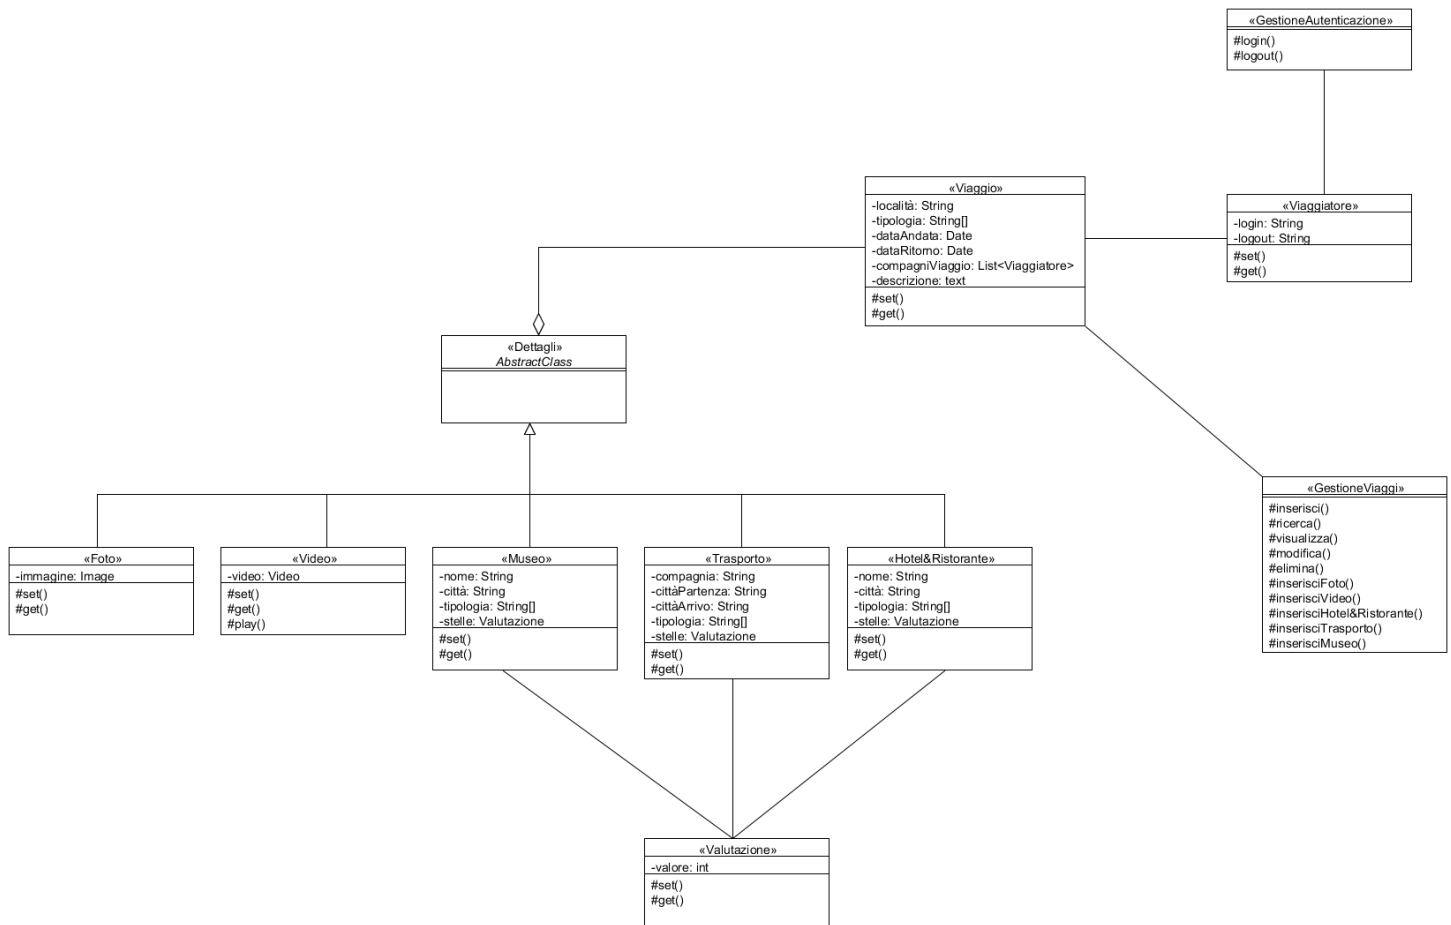 «GestioneAutenticazione»
#login()
#logout()
«Viaggio»
-località: String
-tipologia: String[]
-dataAndata: Date
-dataRitorno: Date
-compagniViaggio: List<Viaggiatore>
-descrizione: text
#set()
#get()
«Viaggiatore»
-login: String
-logout: String
#set()
#get()
«Dettagli»
AbstractClass
«GestioneViaggi»
#inserisci()
#ricerca()
#visualizza()
#modifica()
#elimina()
#inserisciFoto()
#inserisciVideo()
#inserisciHotel&Ristorante()
#inserisciTrasporto()
#inserisciMuseo()
«Foto»
-immagine: Image
#set()
#get()
«Video»
-video: Video
#set()
#get()
#play()
«Museo»
-nome: String
-città: String
-tipologia: String[]
-stelle: Valutazione
#set()
#get()
«Trasporto»
-compagnia: String
-cittàPartenza: String
-cittàArrivo: String
-tipologia: String[]
-stelle: Valutazione
#set()
#get()
«Hotel&Ristorante»
-nome: String
-città: String
-tipologia: String[]
-stelle: Valutazione
#set()
#get()
«Valutazione»
-valore: int
#set()
#get()